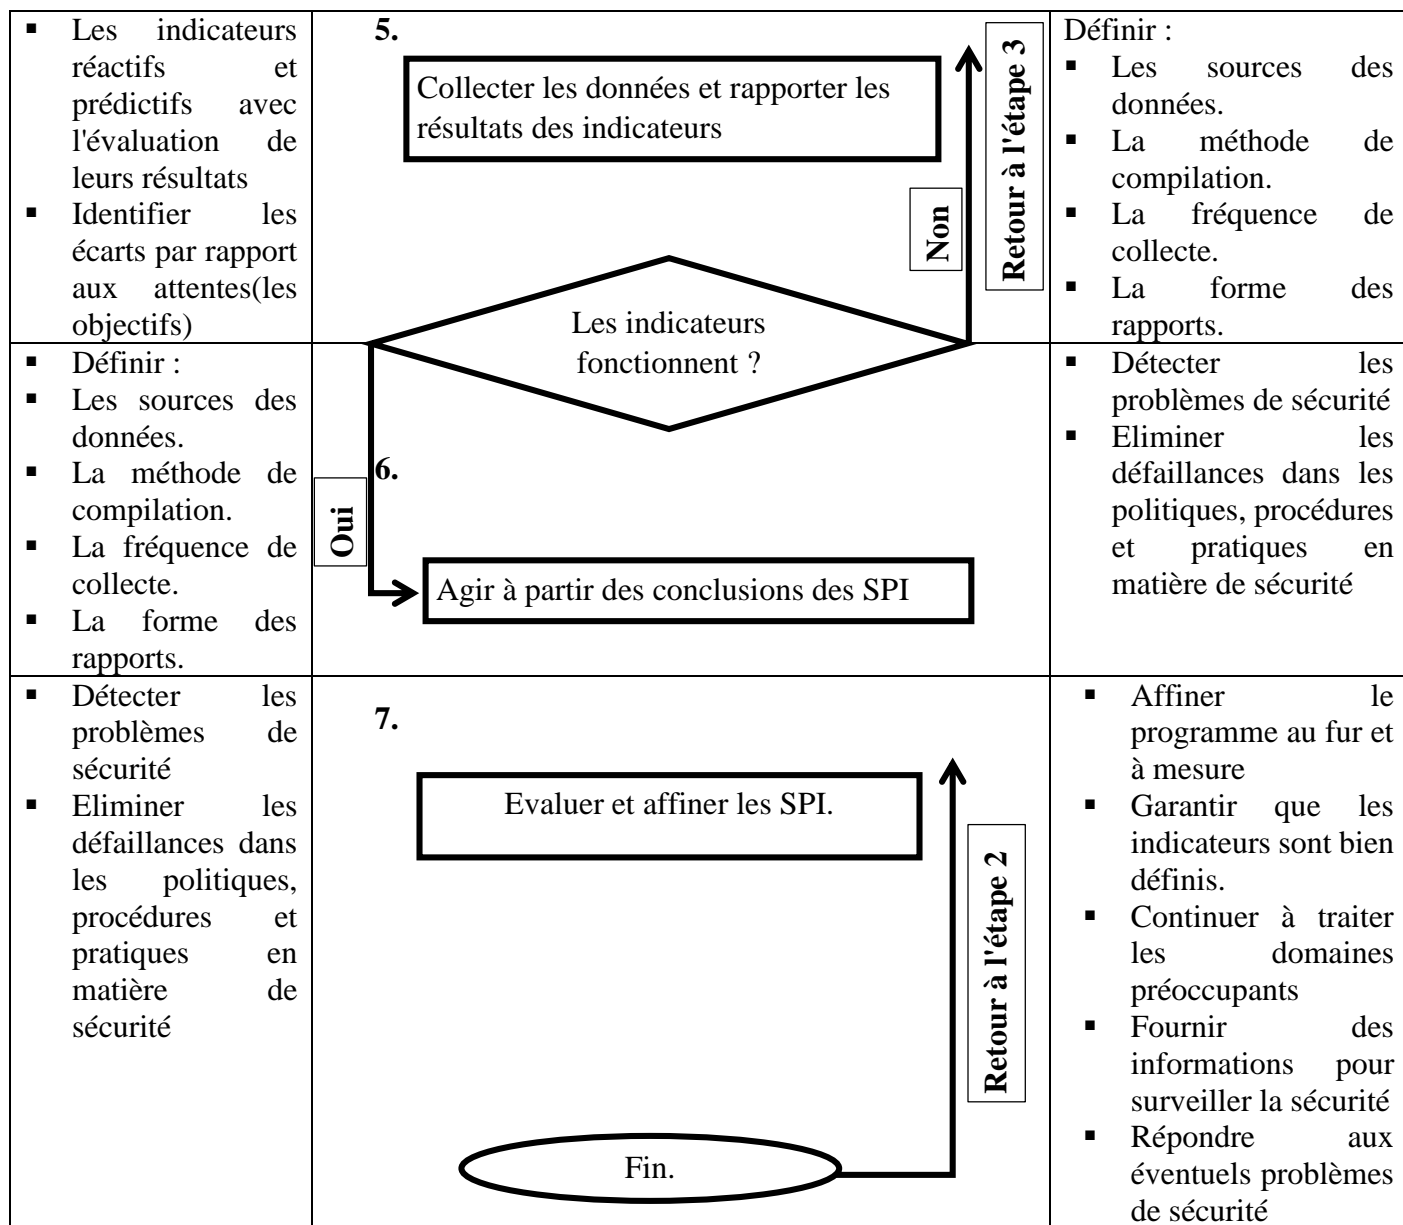 ▪ Les indicateurs
réactifs et
prédictifs avec
l'évaluation de
leurs résultats
▪ Identifier les
écarts par rapport
aux attentes(les
objectifs)
5.
Collecter les données et rapporter les
résultats des indicateurs
Non
Retour à l'étape 3
Les indicateurs
fonctionnent ?
Définir :
▪ Les sources des
données.
▪ La méthode de
compilation.
▪ La fréquence de
collecte.
▪ La forme des
rapports.
▪ Définir :
▪ Les sources des
données.
▪ La méthode de
compilation.
▪ La fréquence de
collecte.
▪ La forme des
rapports.
6.
Oui
Agir à partir des conclusions des SPI
▪ Détecter les
problèmes de sécurité
▪ Eliminer les
défaillances dans les
politiques, procédures
et pratiques en
matière de sécurité
▪ Détecter les
problèmes de
sécurité
▪ Eliminer les
défaillances dans
les politiques,
procédures et
pratiques en
matière de
sécurité
7.
Evaluer et affiner les SPI.
Retour à l'étape 2
Fin.
▪ Affiner le
programme au fur et
à mesure
▪ Garantir que les
indicateurs sont bien
définis.
▪ Continuer à traiter
les domaines
préoccupants
▪ Fournir des
informations pour
surveiller la sécurité
▪ Répondre aux
éventuels problèmes
de sécurité